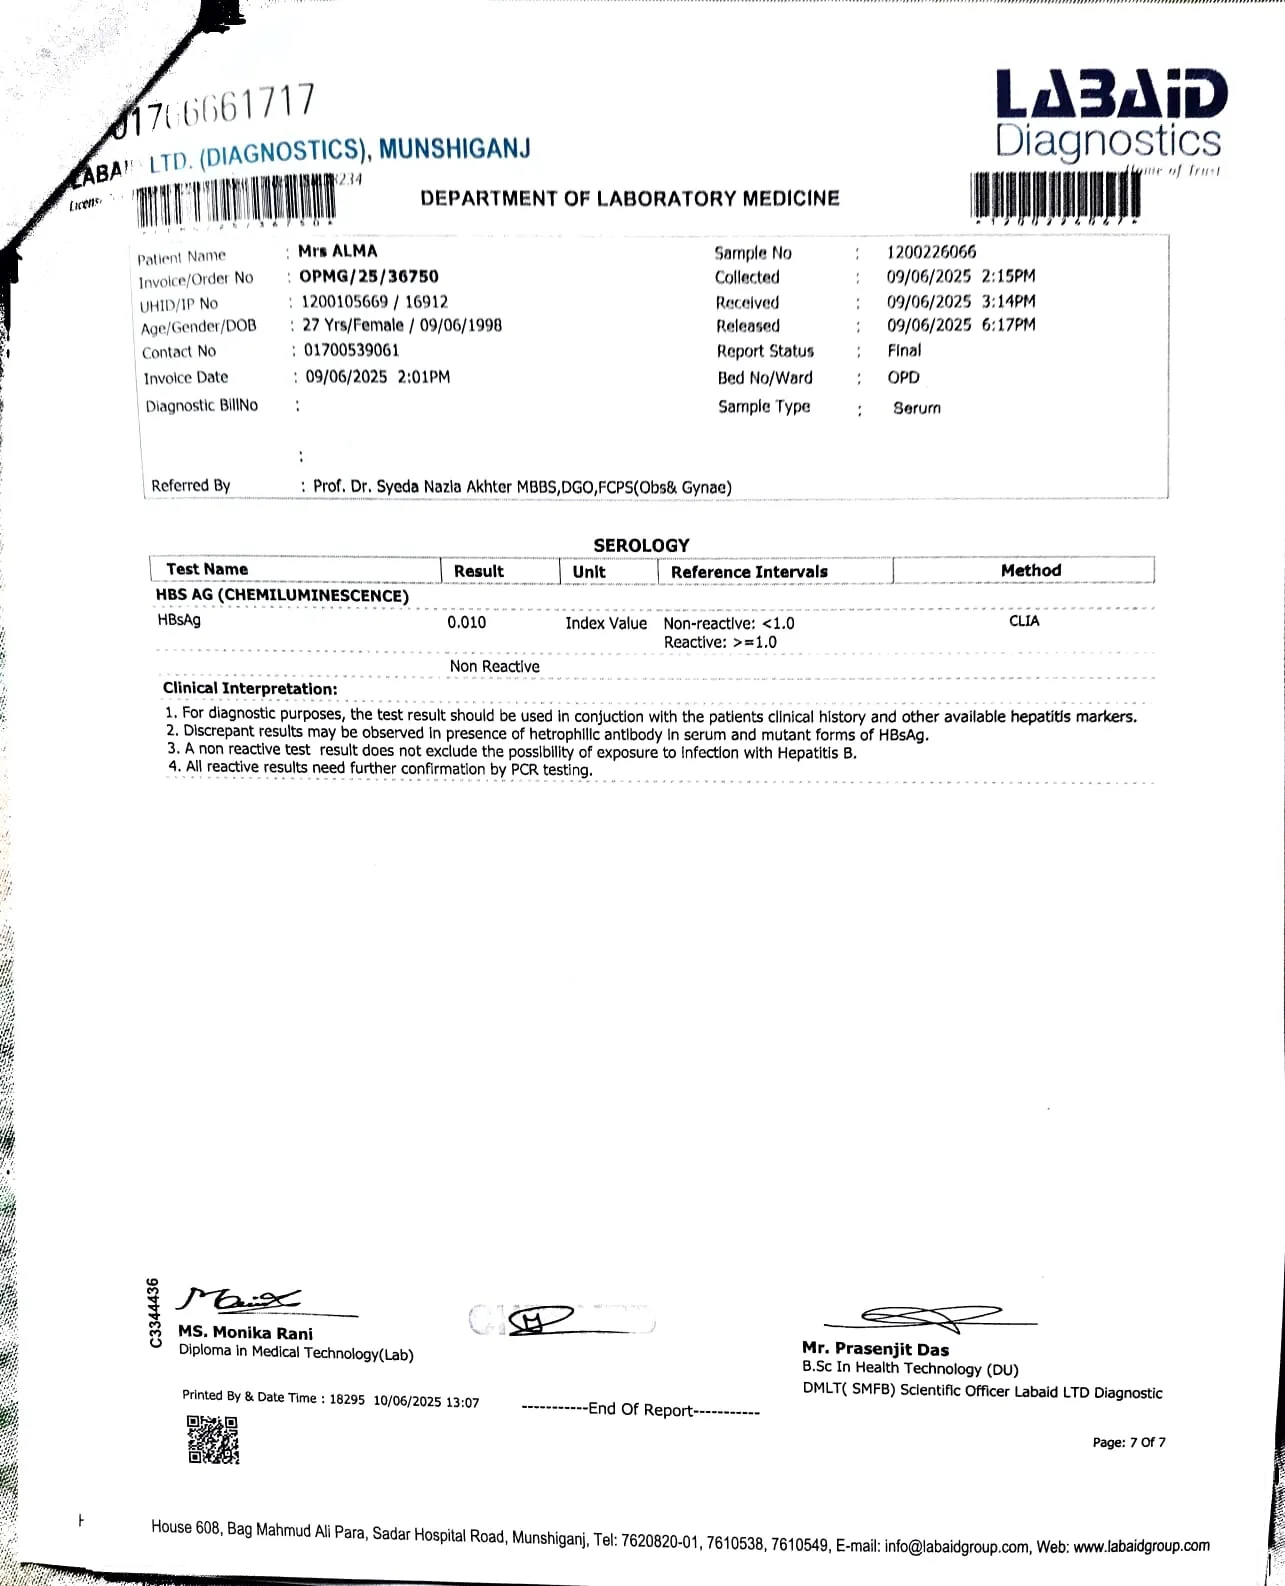 LABAID
Diagnostics
LTD. (DIAGNOSTICS), MUNSHIGANJ
DEPARTMENT OF LABORATORY MEDICINE
Patient Name : Mrs ALMA Sample No : 1200226066
Invoice/Order No : OPMG/25/36750 Collected : 09/06/2025 2:15PM
UHID/IP No : 1200105669 / 16912 Received : 09/06/2025 3:14PM
Age/Gender/DOB : 27 Yrs/Female / 09/06/1998 Released : 09/06/2025 6:17PM
Contact No : 01700539061 Report Status : Final
Invoice Date : 09/06/2025 2:01PM Bed No/Ward : OPD
Diagnostic BillNo : Sample Type : Serum
:
Referred By : Prof. Dr. Syeda Nazla Akhter MBBS,DGO,FCPS(Obs& Gynae)
SEROLOGY
Test Name Result Unit Reference Intervals Method
HBS AG (CHEMILUMINESCENCE)
HBsAg 0.010 Index Value Non-reactive: <1.0 CLIA
Reactive: >=1.0
Non Reactive
Clinical Interpretation:
1. For diagnostic purposes, the test result should be used in conjuction with the patients clinical history and other available hepatitis markers.
2. Discrepant results may be observed in presence of hetrophilic antibody in serum and mutant forms of HBsAg.
3. A non reactive test result does not exclude the possibility of exposure to infection with Hepatitis B.
4. All reactive results need further confirmation by PCR testing.
C3344436
MS. Monika Rani
Diploma in Medical Technology(Lab)
Mr. Prasenjit Das
B.Sc In Health Technology (DU)
DMLT( SMFB) Scientific Officer Labaid LTD Diagnostic
Printed By & Date Time : 18295 10/06/2025 13:07
-----------End Of Report-----------
Page: 7 Of 7
House 608, Bag Mahmud Ali Para, Sadar Hospital Road, Munshiganj, Tel: 7620820-01, 7610538, 7610549, E-mail: info@labaidgroup.com, Web: www.labaidgroup.com